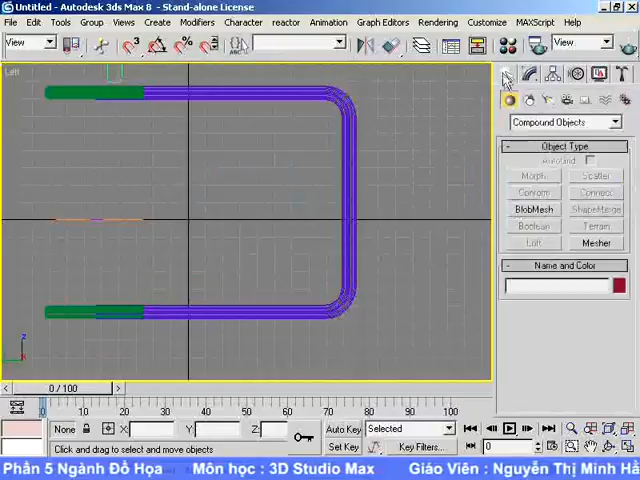 Untitled - Autodesk 3ds Max 8 - Stand-alone License
File Edit Tools Group Views Create Modifiers Character reactor Animation Graph Editors Rendering Customize MAXScript Help
View
View
Left
Compound Objects
Object Type
AutoGrid
Morph Scatter
Conform Connect
BlobMesh ShapeMerge
Boolean Terrain
Loft Mesher
Name and Color
z
x
0 / 100
0 10 20 30 40 50 60 70 80 90 100
None X: Y: Z: Auto Key Selected
Click and drag to select and move objects Set Key Key Filters... 0
Phần 5 Ngành Đồ Họa Môn học : 3D Studio Max Giáo Viên : Nguyễn Thị Minh Hằ